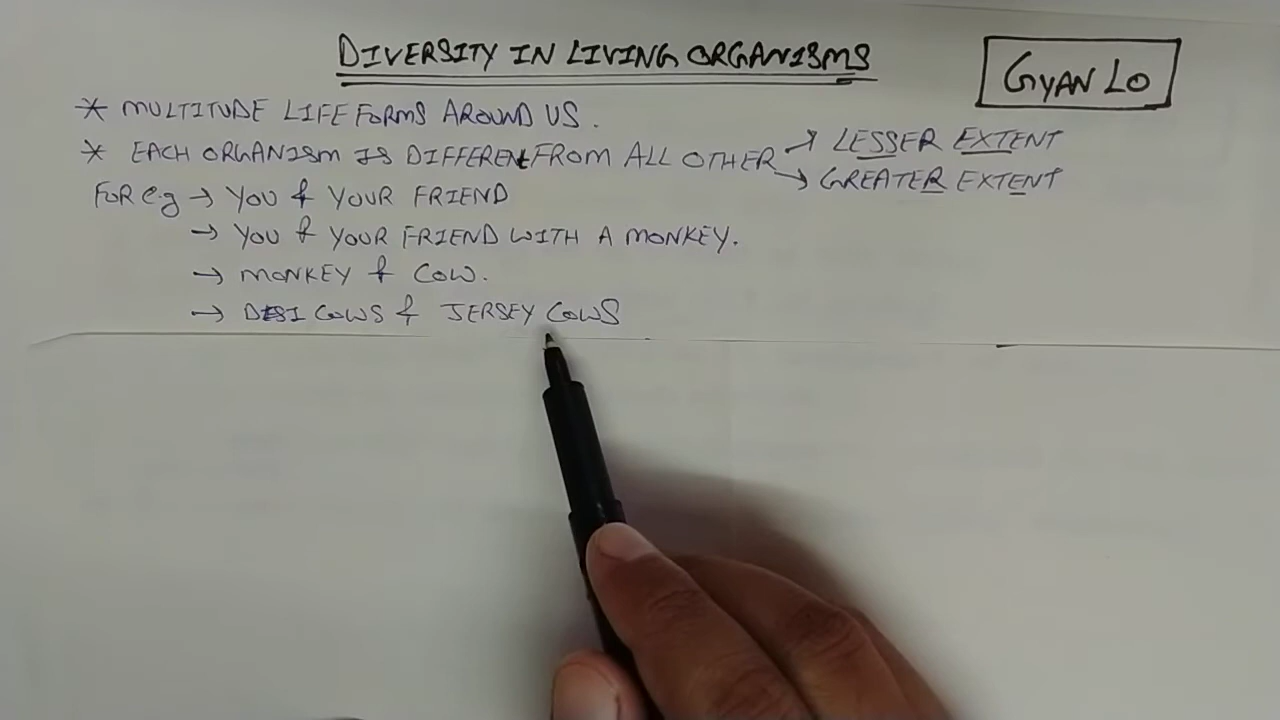 DIVERSITY IN LIVING ORGANISMS
GYAN LO
* MULTITUDE LIFE FORMS AROUND US.
* EACH ORGANISM IS DIFFERENT FROM ALL OTHER → LESSER EXTENT
→ GREATER EXTENT
FOR e.g → YOU & YOUR FRIEND
→ YOU & YOUR FRIEND WITH A MONKEY.
→ MONKEY & COW.
→ DESI COWS & JERSEY COWS